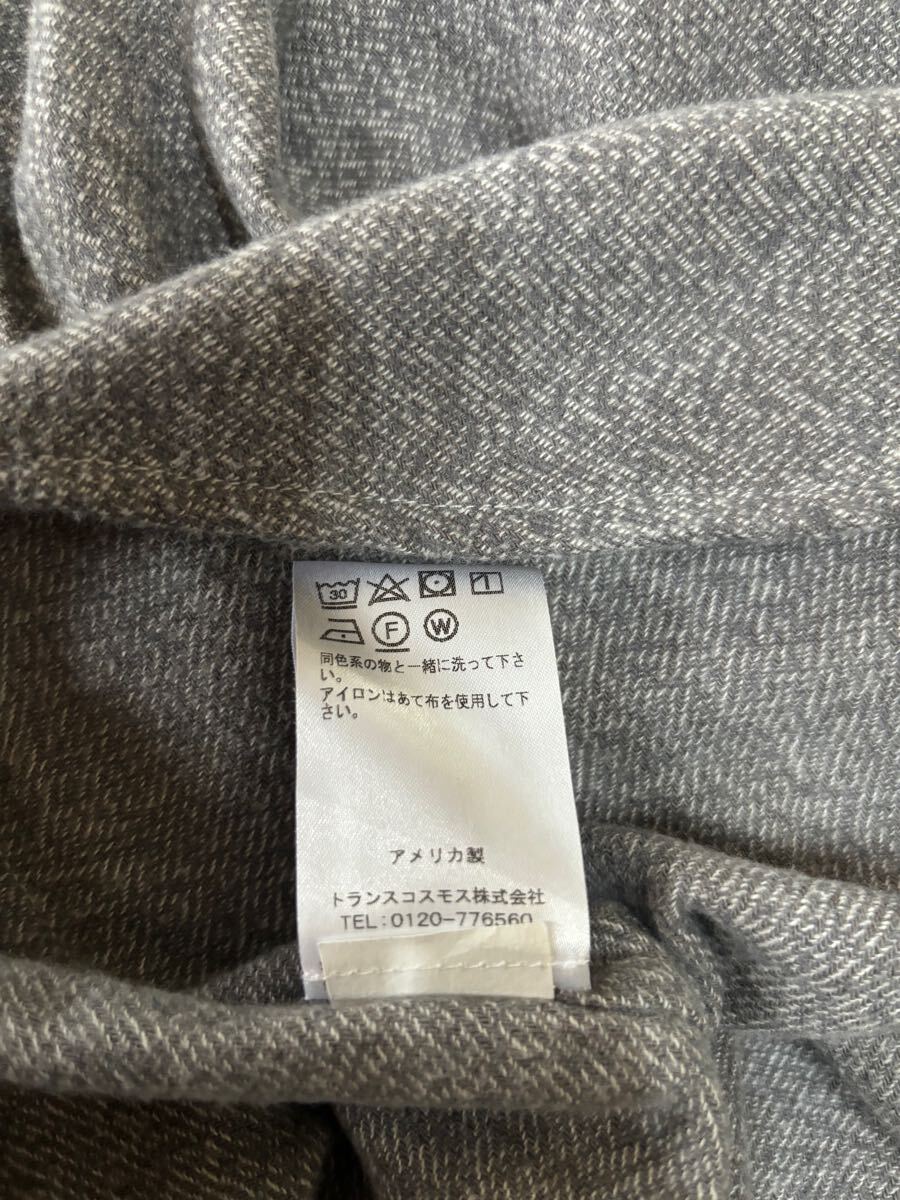 30
F W
同色系の物と一緒に洗って下さ
い。
アイロンはあて布を使用して下
さい。
アメリカ製
トランスコスモス株式会社
TEL:0120-776560